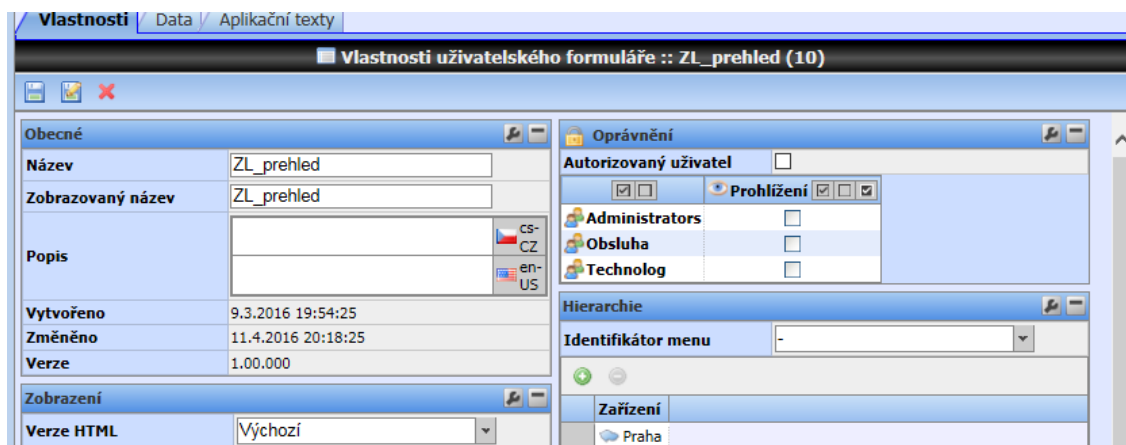 Vlastnosti Data Aplikační texty
Vlastnosti uživatelského formuláře :: ZL_prehled (10)
Obecné
Název ZL_prehled
Zobrazovaný název ZL_prehled
Popis
cs-CZ
en-US
Vytvořeno 9.3.2016 19:54:25
Změněno 11.4.2016 20:18:25
Verze 1.00.000
Zobrazení
Verze HTML Výchozí
Oprávnění
Autorizovaný uživatel
Prohlížení
Administrators
Obsluha
Technolog
Hierarchie
Identifikátor menu -
Zařízení
Praha